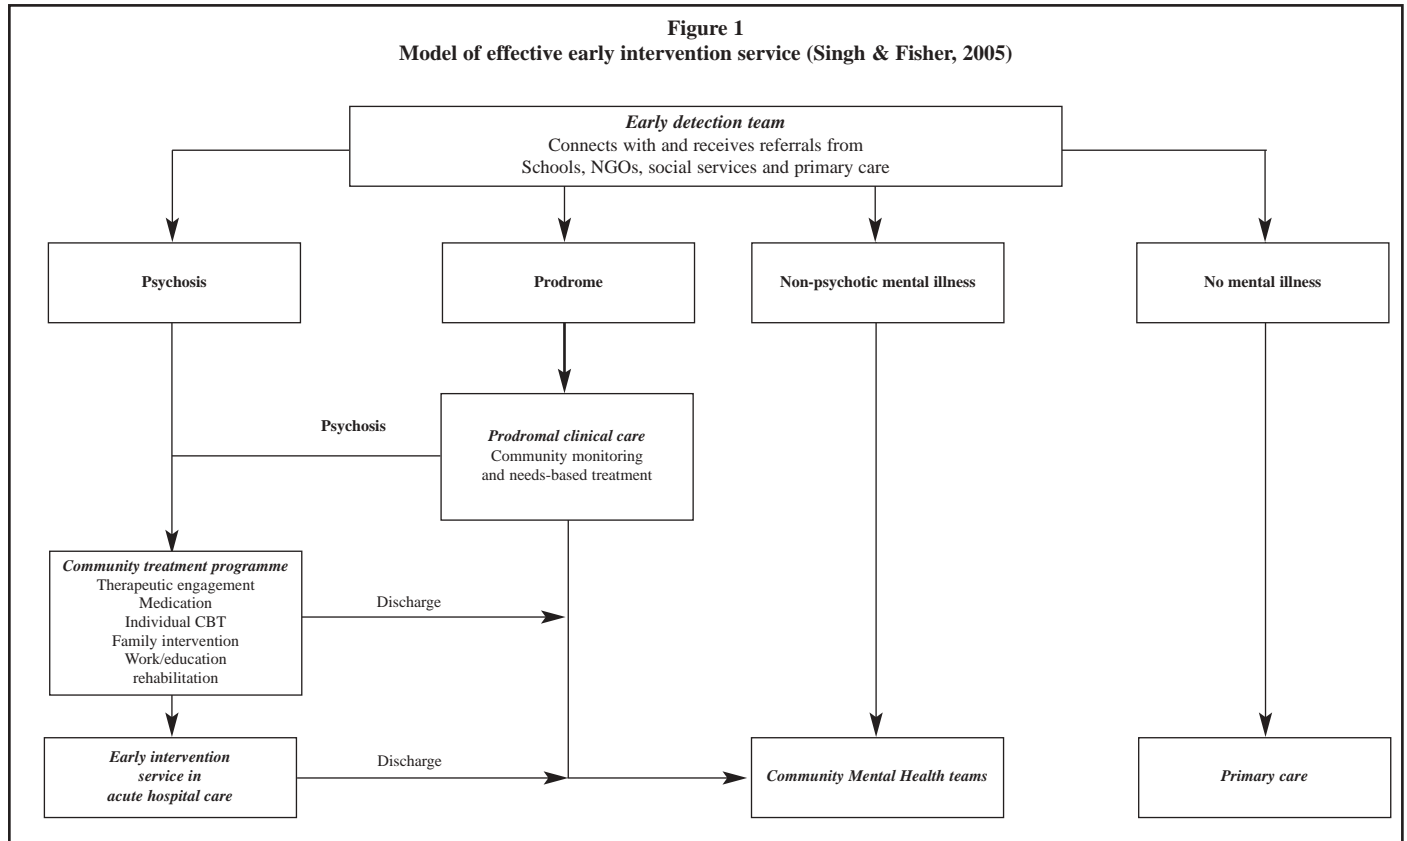 Figure 1
Model of effective early intervention service (Singh & Fisher, 2005)
Early detection team
Connects with and receives referrals from
Schools, NGOs, social services and primary care
Psychosis
Prodrome
Non-psychotic mental illness
No mental illness
Psychosis
Prodromal clinical care
Community monitoring
and needs-based treatment
Community treatment programme
Therapeutic engagement
Medication
Individual CBT
Family intervention
Work/education
rehabilitation
Discharge
Early intervention
service in
acute hospital care
Discharge
Community Mental Health teams
Primary care